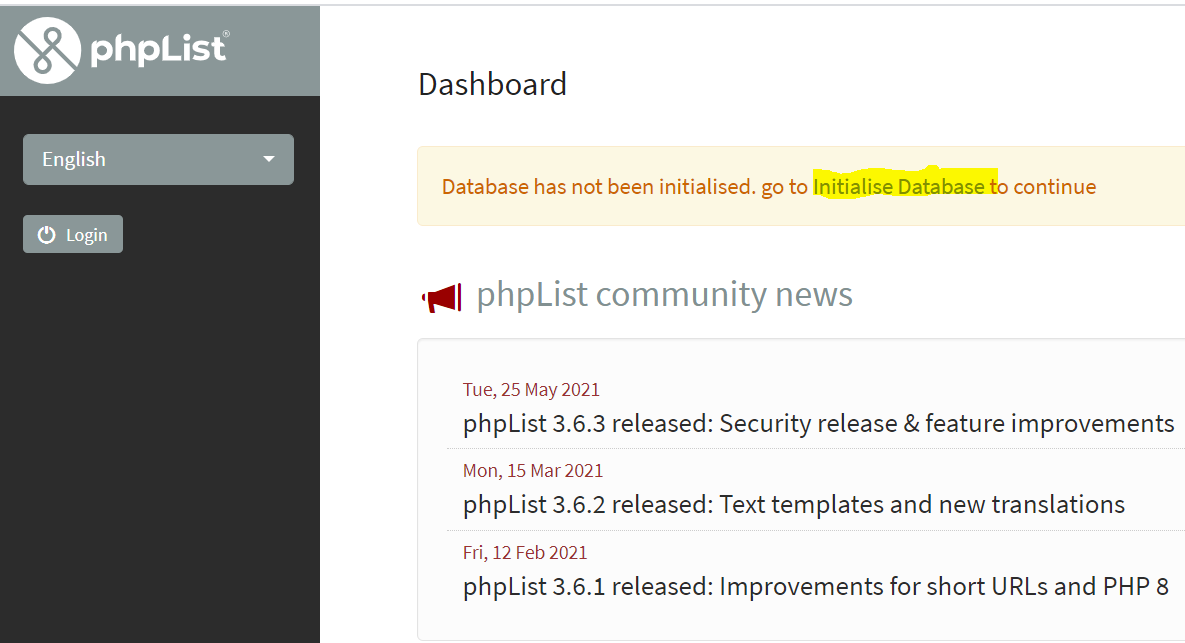 phpList®
English
Login
Dashboard
Database has not been initialised. go to Initialise Database to continue
phpList community news
Tue, 25 May 2021
phpList 3.6.3 released: Security release & feature improvements
Mon, 15 Mar 2021
phpList 3.6.2 released: Text templates and new translations
Fri, 12 Feb 2021
phpList 3.6.1 released: Improvements for short URLs and PHP 8